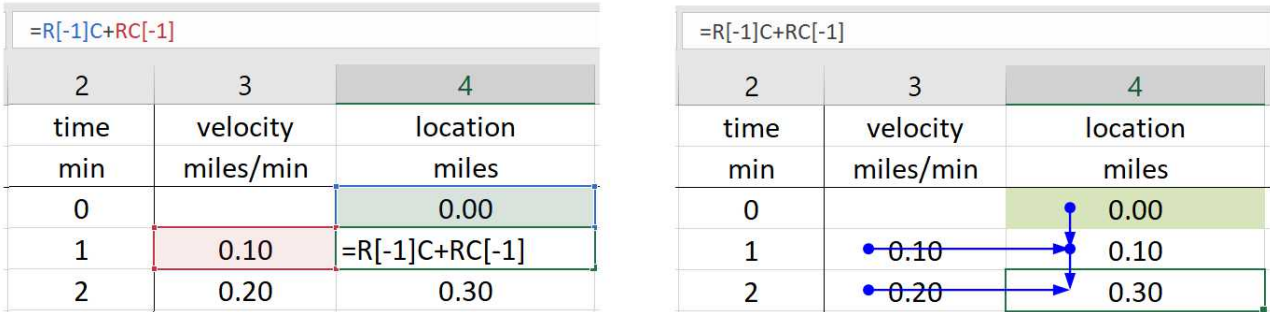 =R[-1]C+RC[-1]
2 3 4
time velocity location
min miles/min miles
0 0.00
1 0.10 =R[-1]C+RC[-1]
2 0.20 0.30
=R[-1]C+RC[-1]
2 3 4
time velocity location
min miles/min miles
0 0.00
1 0.10 0.10
2 0.20 0.30